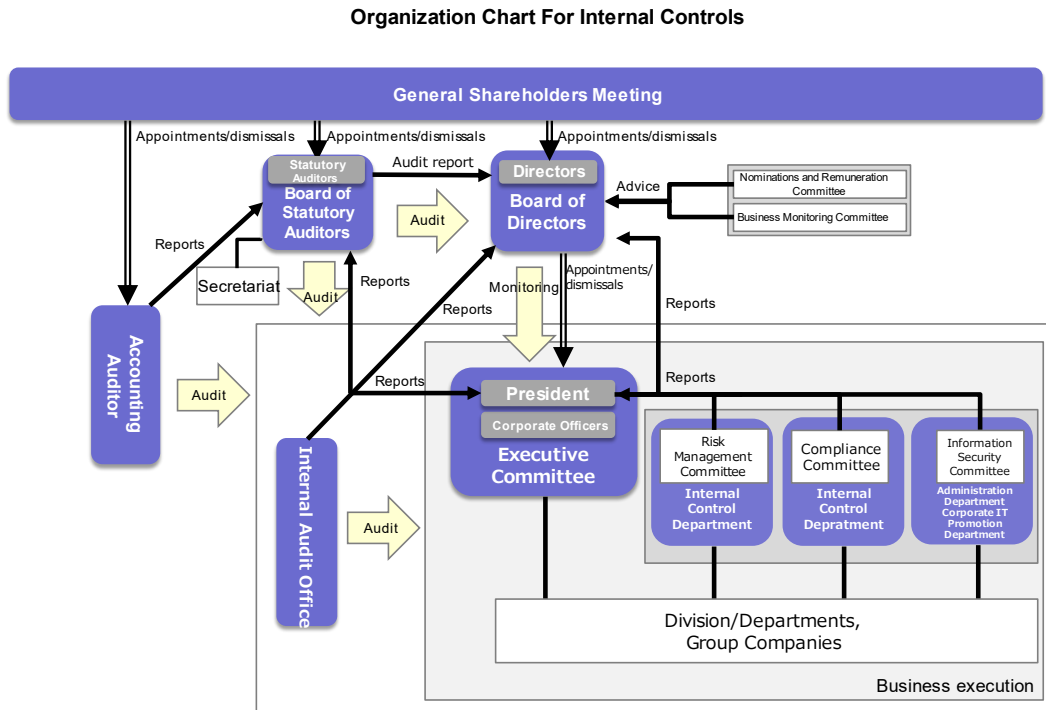 Organization Chart For Internal Controls
General Shareholders Meeting
Appointments/dismissals
Appointments/dismissals
Appointments/dismissals
Statutory
Auditors
Board of
Statutory
Auditors
Audit report
Directors
Board of
Directors
Advice
Nominations and Remuneration
Committee
Business Monitoring Committee
Audit
Reports
Secretariat
Audit
Reports
Reports
Monitoring
Appointments/
dismissals
Reports
Accounting
Auditor
Audit
Reports
President
Corporate Officers
Executive
Committee
Reports
Risk
Management
Committee
Internal
Control
Department
Compliance
Committee
Internal
Control
Depratment
Information
Security
Committee
Administration
Department
Corporate IT
Promotion
Department
Internal Audit Office
Audit
Division/Departments,
Group Companies
Business execution